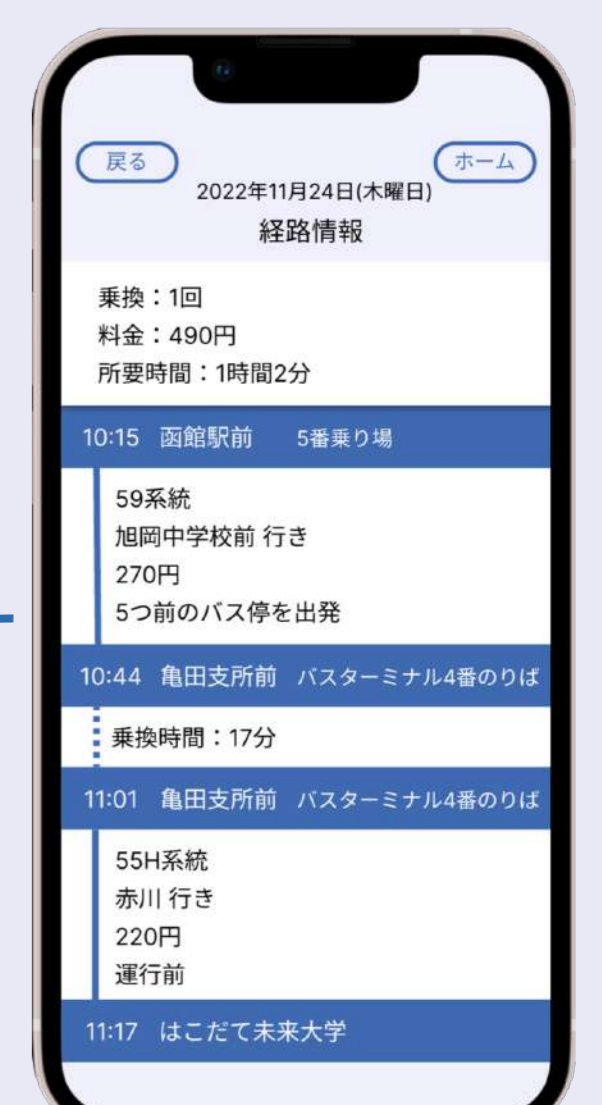 戻る
ホーム
2022年11月24日(木曜日)
経路情報
乗換：1回
料金：490円
所要時間：1時間2分
10:15 函館駅前 5番乗り場
59系統
旭岡中学校前 行き
270円
5つ前のバス停を出発
10:44 亀田支所前 バスターミナル4番のりば
乗換時間：17分
11:01 亀田支所前 バスターミナル4番のりば
55H系統
赤川 行き
220円
運行前
11:17 はこだて未来大学